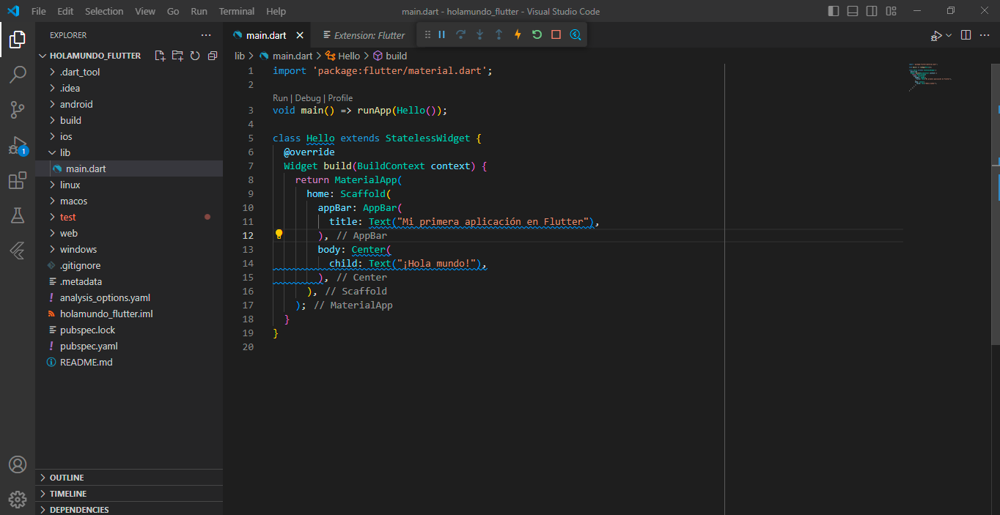 File Edit Selection View Go Run Terminal Help
main.dart - holamundo_flutter - Visual Studio Code
EXPLORER
HOLAMUNDO_FLUTTER
.dart_tool
.idea
android
build
ios
lib
main.dart
linux
macos
test
web
windows
.gitignore
.metadata
analysis_options.yaml
holamundo_flutter.iml
pubspec.lock
pubspec.yaml
README.md
OUTLINE
TIMELINE
DEPENDENCIES
1
main.dart
Extension: Flutter
lib > main.dart > Hello > build
1 import 'package:flutter/material.dart';
2
Run | Debug | Profile
3 void main() => runApp(Hello());
4
5 class Hello extends StatelessWidget {
6 @override
7 Widget build(BuildContext context) {
8 return MaterialApp(
9 home: Scaffold(
10 appBar: AppBar(
11 title: Text("Mi primera aplicación en Flutter"),
12 ), // AppBar
13 body: Center(
14 child: Text("¡Hola mundo!"),
15 ), // Center
16 ), // Scaffold
17 ); // MaterialApp
18 }
19 }
20